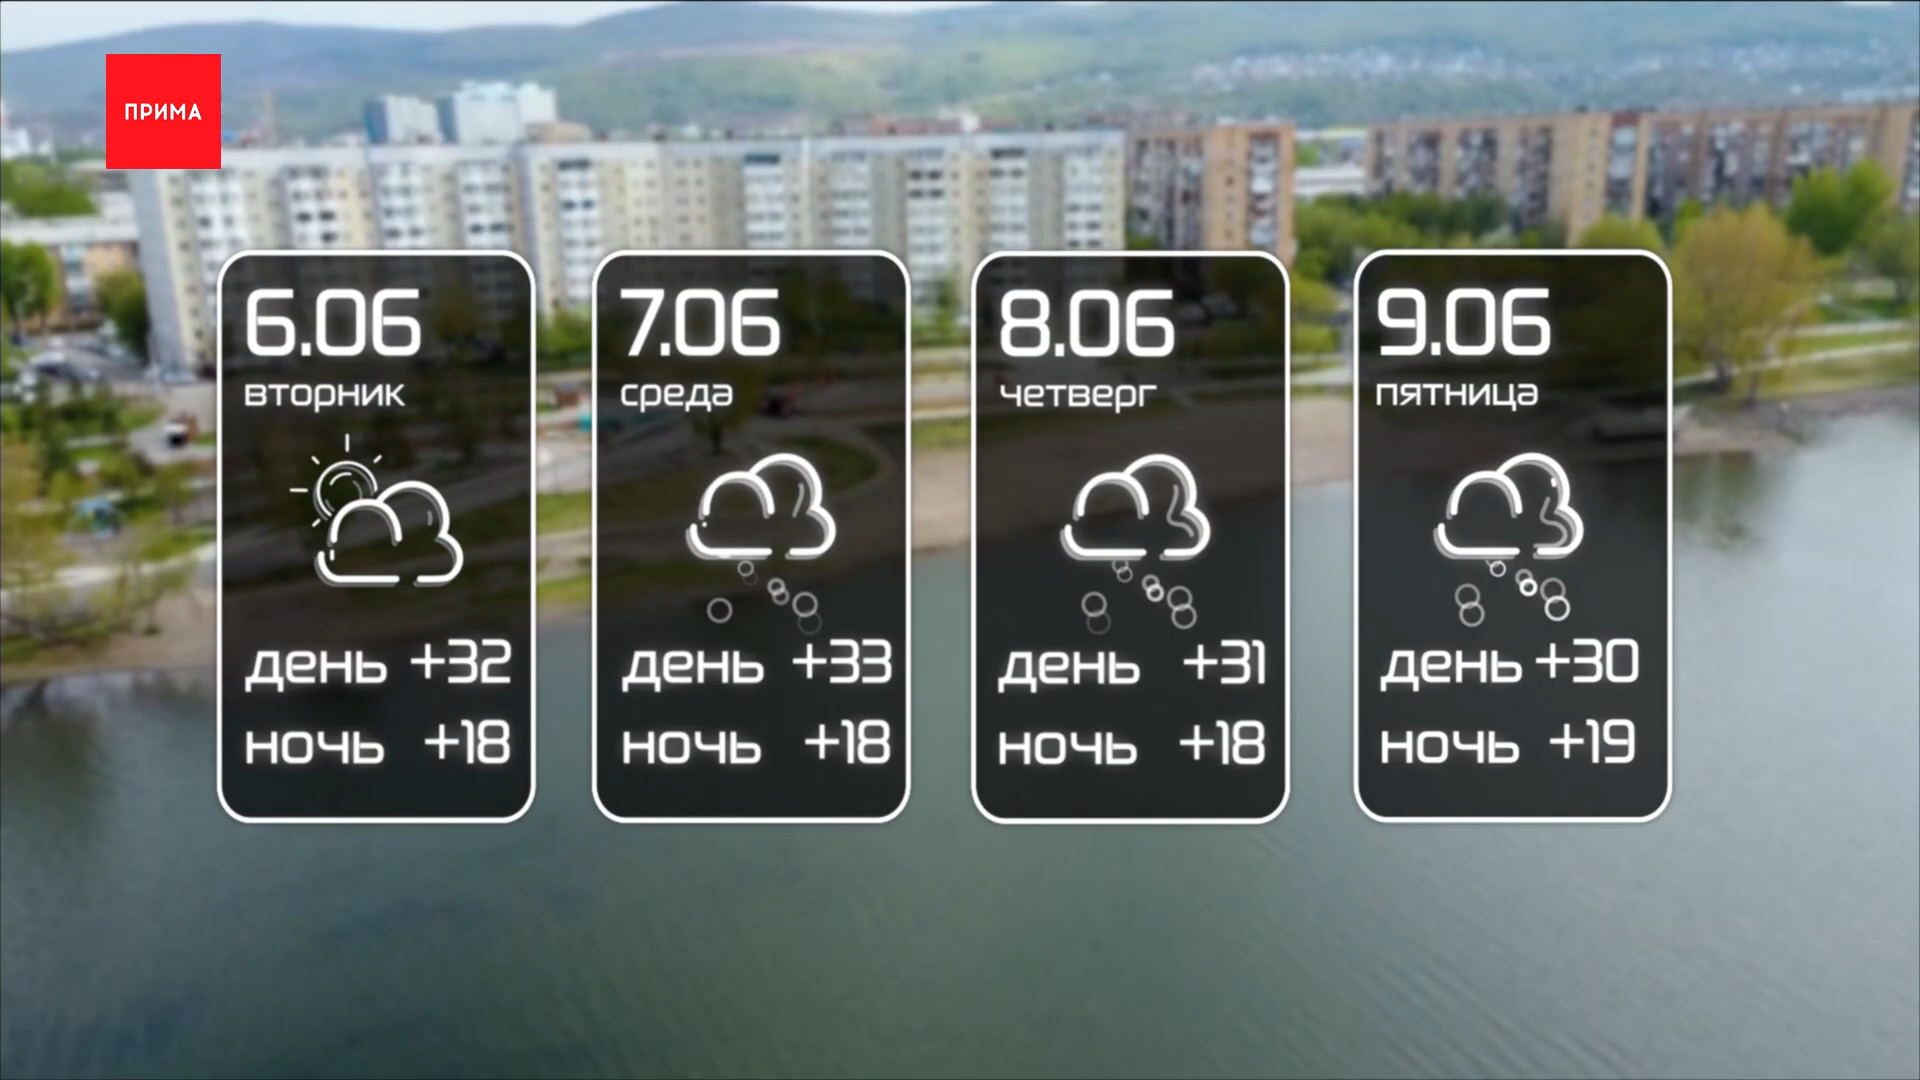 ПРИМА
6.06
вторник
день +32
ночь +18
7.06
среда
день +33
ночь +18
8.06
четверг
день +31
ночь +18
9.06
пятница
день +30
ночь +19